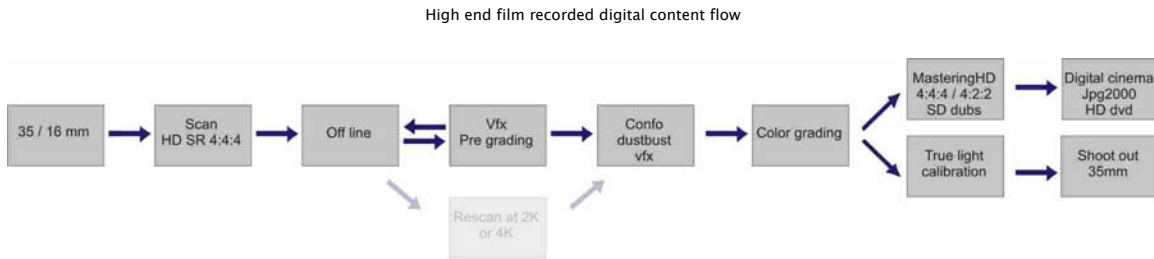 High end film recorded digital content flow
35 / 16 mm
Scan
HD SR 4:4:4
Off line
Vfx
Pre grading
Confo
dustbust
vfx
Color grading
MasteringHD
4:4:4 / 4:2:2
SD dubs
Digital cinema
Jpg2000
HD dvd
True light
calibration
Shoot out
35mm
Rescan at 2K
or 4K